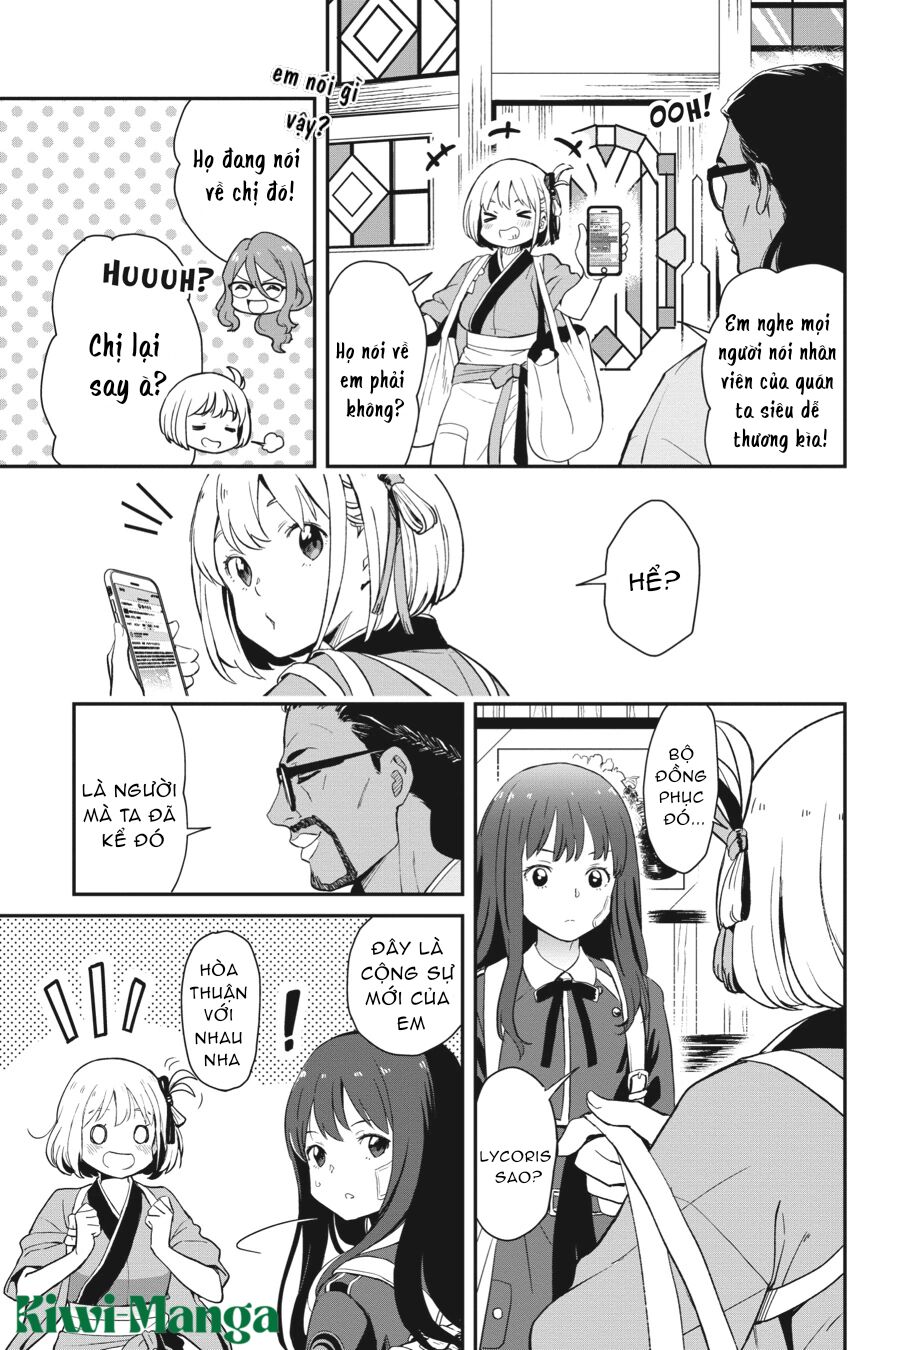 OOH!
Em nghe mọi
người nói nhân
viên của quán
ta siêu dễ
thương kìa!
Họ nói về
em phải
không?
em nói gì
vậy?
Họ đang nói
về chị đó!
HUUUH?
Chị lại
say à?
HỂ?
BỘ
ĐỒNG
PHỤC
ĐÓ...
LYCORIS
SAO?
LÀ NGƯỜI
MÀ TA ĐÃ
KỂ ĐÓ
ĐÂY LÀ
CỘNG SỰ
MỚI CỦA
EM
!
HÒA
THUẬN
VỚI
NHAU
NHA
Kiwi-Manga